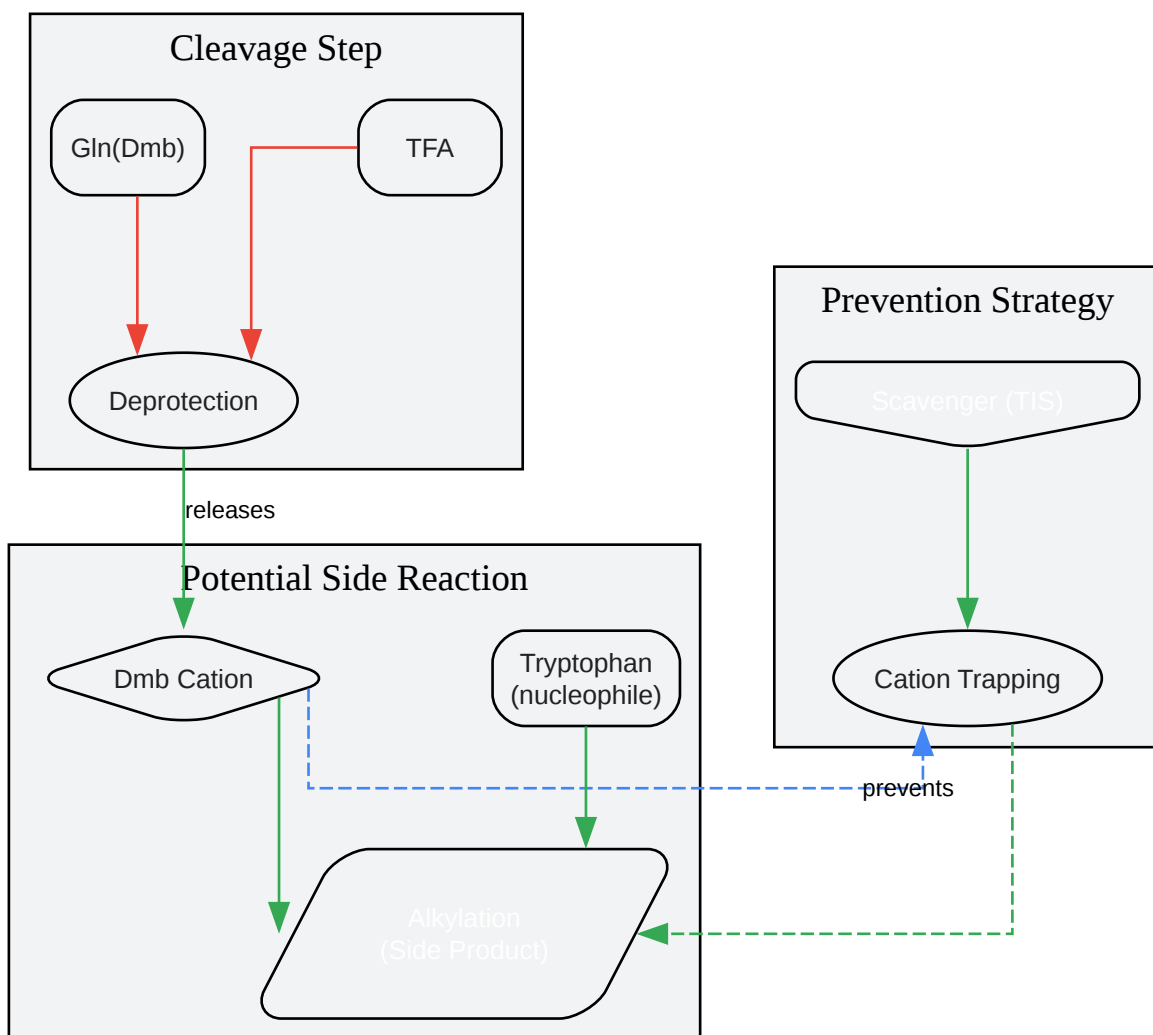 Cleavage Step
Gln(Dmb)
TFA
Deprotection
releases
Prevention Strategy
Scavenger (TIS)
Cation Trapping
prevents
Potential Side Reaction
Dmb Cation
Tryptophan
(nucleophile)
Alkylation
(Side Product)